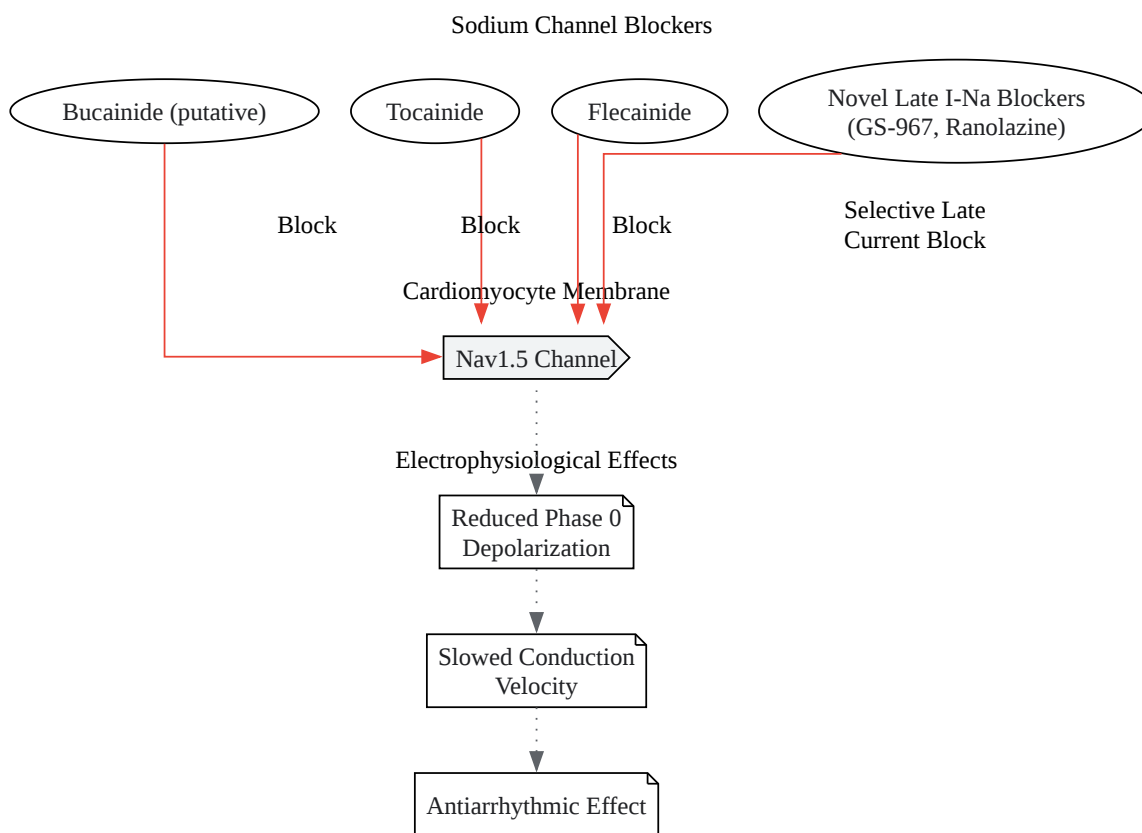 Sodium Channel Blockers
Bucainide (putative)
Tocainide
Flecainide
Novel Late I-Na Blockers
(GS-967, Ranolazine)
Block
Block
Block
Selective Late
Current Block
Cardiomyocyte Membrane
Nav1.5 Channel
Electrophysiological Effects
Reduced Phase 0
Depolarization
Slowed Conduction
Velocity
Antiarrhythmic Effect